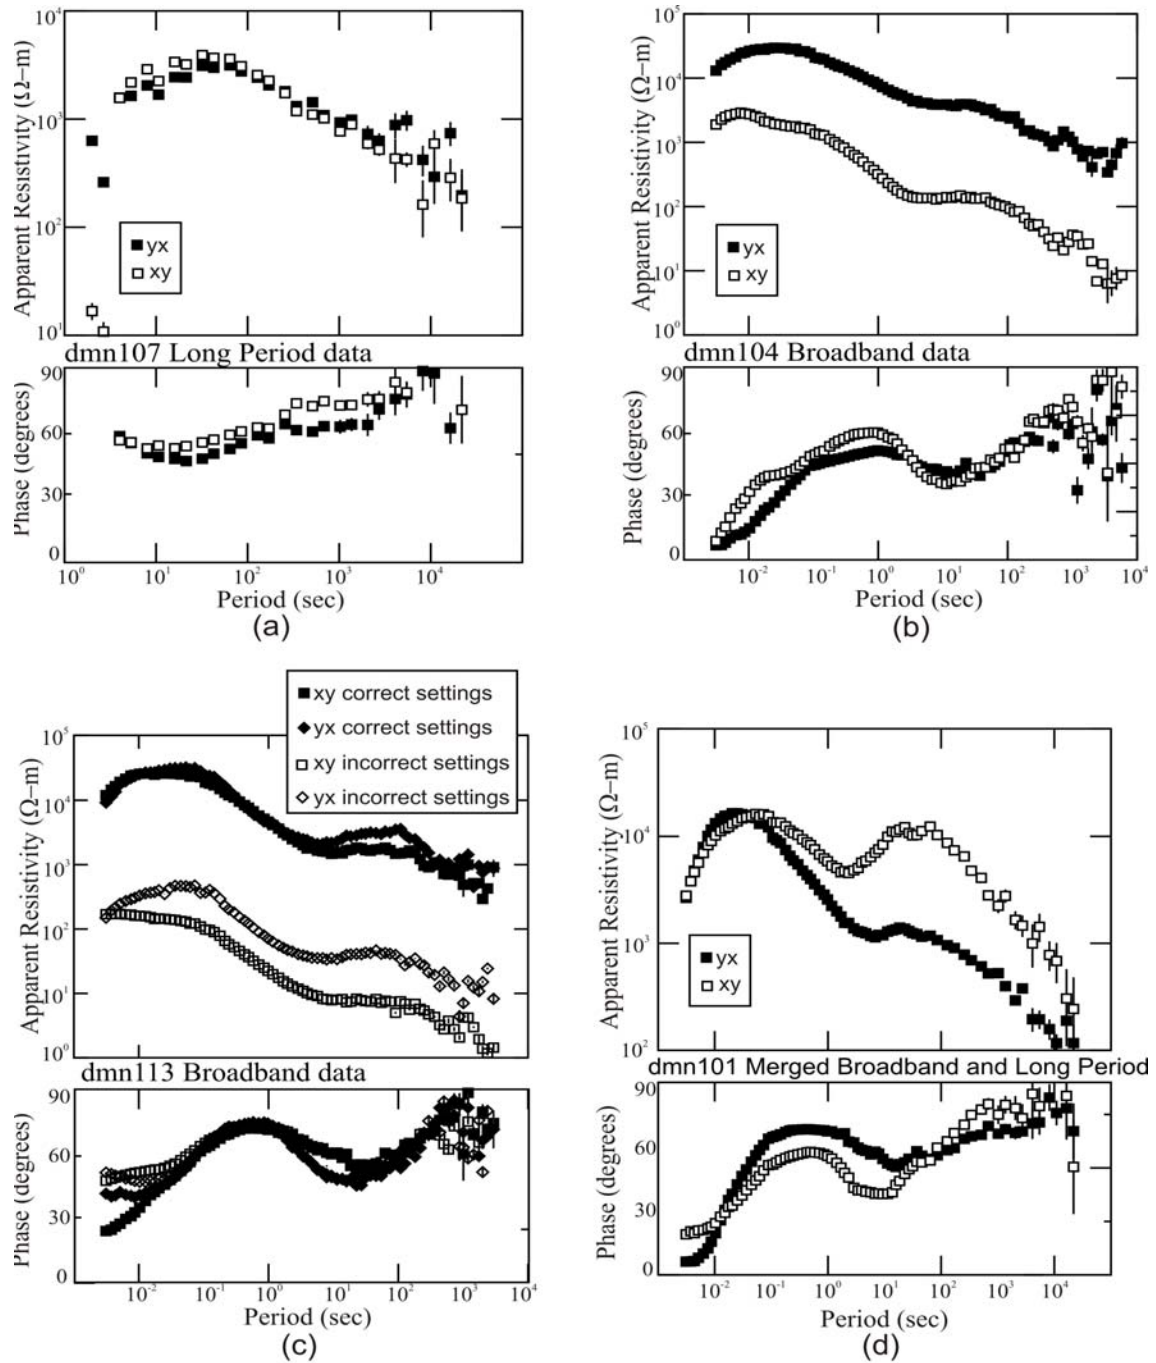 10^4
10^3
10^2
10^1
Apparent Resistivity (Ω−m)
yx
xy
dmn107 Long Period data
90
60
30
0
Phase (degrees)
10^0 10^1 10^2 10^3 10^4
Period (sec)
(a)
10^5
10^4
10^3
10^2
10^1
10^0
Apparent Resistivity (Ω−m)
yx
xy
dmn104 Broadband data
90
60
30
0
Phase (degrees)
10^-2 10^-1 10^0 10^1 10^2 10^3 10^4
Period (sec)
(b)
xy correct settings
yx correct settings
xy incorrect settings
yx incorrect settings
10^5
10^4
10^3
10^2
10^1
10^0
Apparent Resistivity (Ω−m)
dmn113 Broadband data
90
60
30
0
Phase (degrees)
10^-2 10^-1 10^0 10^1 10^2 10^3 10^4
Period (sec)
(c)
10^5
10^4
10^3
10^2
Apparent Resistivity (Ω−m)
yx
xy
dmn101 Merged Broadband and Long Period
90
60
30
0
Phase (degrees)
10^-2 10^-1 10^0 10^1 10^2 10^3 10^4
Period (sec)
(d)